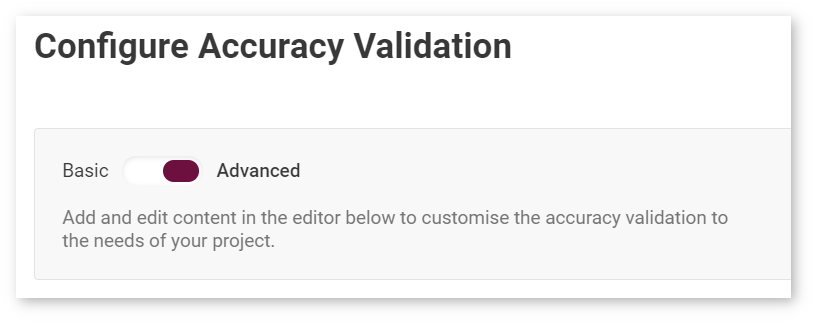 Configure Accuracy Validation
Basic Advanced
Add and edit content in the editor below to customise the accuracy validation to
the needs of your project.